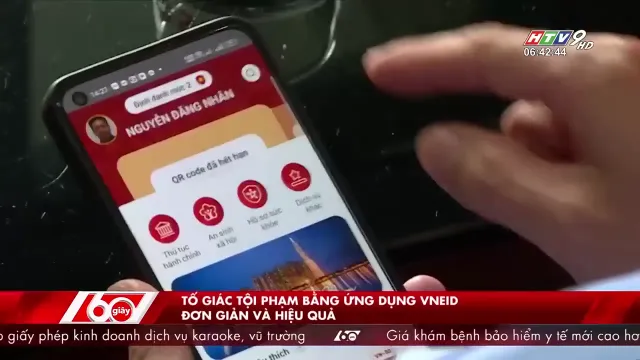 HTV9 HD
06:42:44
14:27
Định danh mức 2
NGUYỄN ĐĂNG NHÂN
QR code đã hết hạn
Thủ tục
hành chính
An sinh
xã hội
Hồ sơ sức
khỏe
Dịch vụ
khác
thích
60 giây
TỐ GIÁC TỘI PHẠM BẰNG ỨNG DỤNG VNEID
ĐƠN GIẢN VÀ HIỆU QUẢ
p giấy phép kinh doanh dịch vụ karaoke, vũ trường
60
Giá khám bệnh bảo hiểm y tế mới cao h